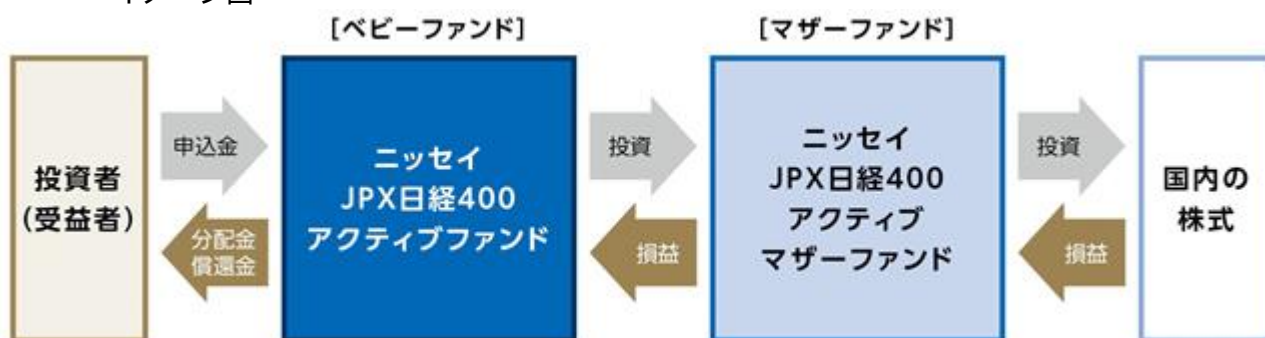 [ベビーファンド]
[マザーファンド]
投資者
(受益者)
申込金
分配金
償還金
ニッセイ
JPX日経400
アクティブファンド
投資
損益
ニッセイ
JPX日経400
アクティブ
マザーファンド
投資
損益
国内の
株式